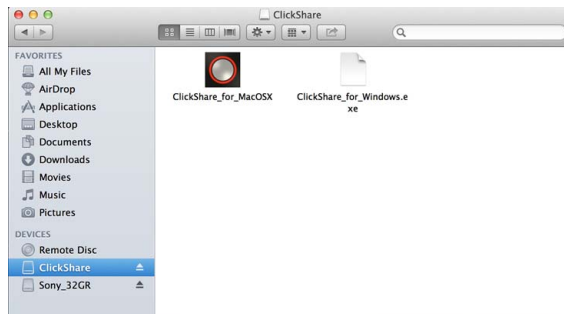 ClickShare
FAVORITES
All My Files
AirDrop
Applications
Desktop
Documents
Downloads
Movies
Music
Pictures
DEVICES
Remote Disc
ClickShare
Sony_32GR
ClickShare_for_MacOSX
ClickShare_for_Windows.e
xe